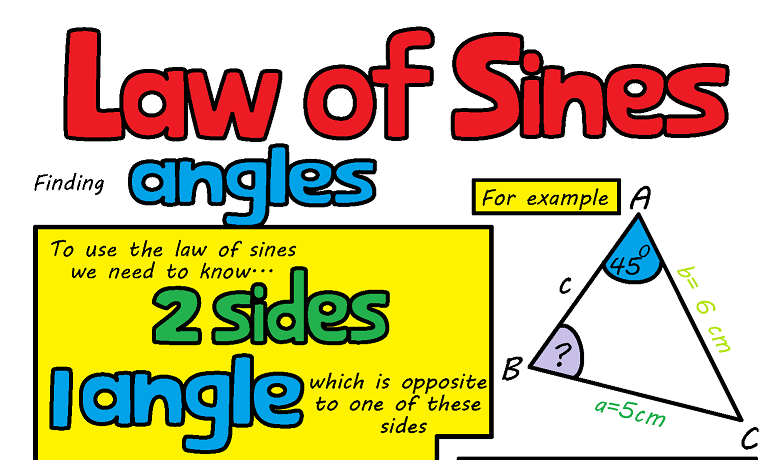 Law of Sines
Finding angles
To use the law of sines
we need to know...
2 sides
1 angle which is opposite
to one of these
sides
For example
A
45°
b= 6 cm
c
?
B
a=5cm
C